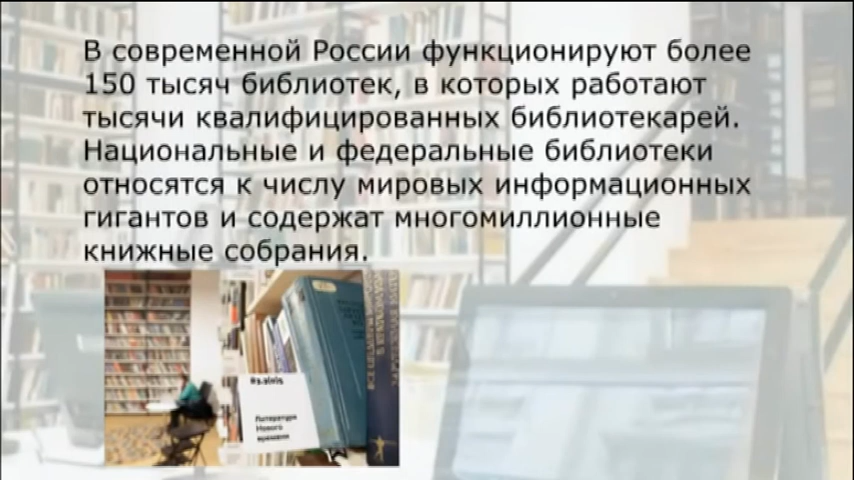 В современной России функционируют более
150 тысяч библиотек, в которых работают
тысячи квалифицированных библиотекарей.
Национальные и федеральные библиотеки
относятся к числу мировых информационных
гигантов и содержат многомиллионные
книжные собрания.
Литература
Нового
времени